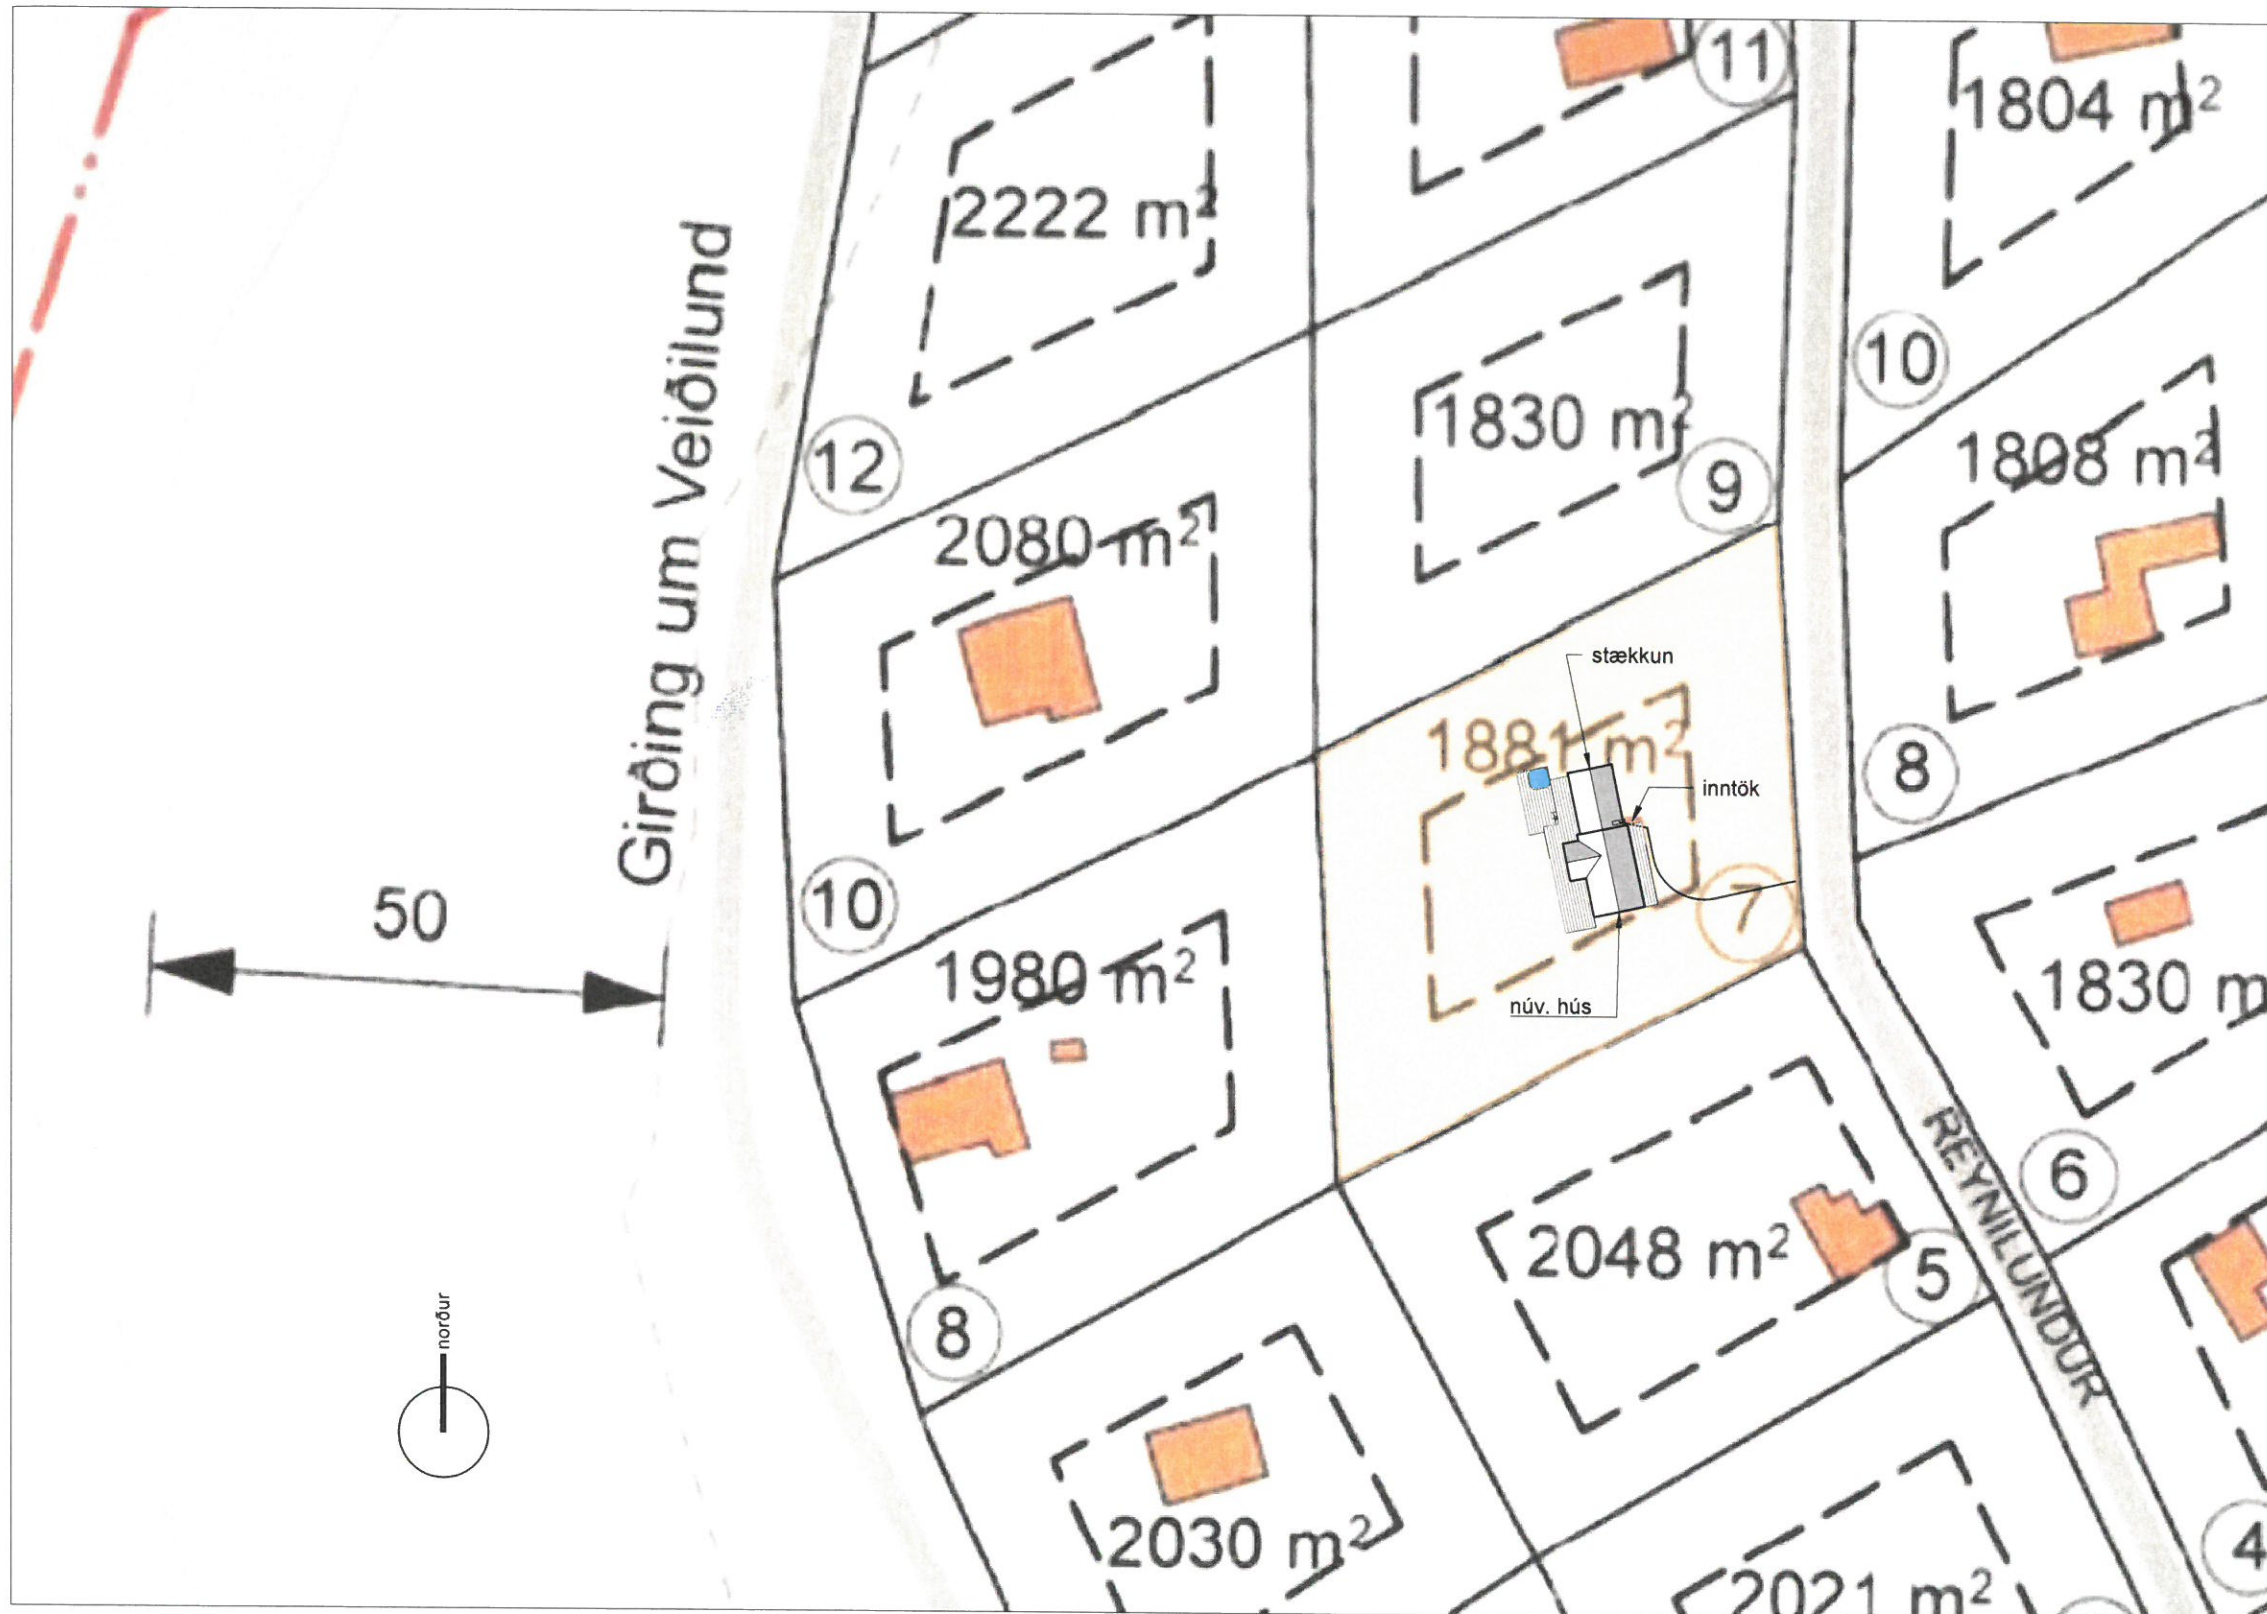 11
1804 m²
2222 m²
Girðing um Veiðilund
10
1830 m²
12
1808 m²
9
2080 m²
stækkun
1881 m²
8
inntök
10
7
50
1980 m²
1830 m
núv. hús
REYNILUNDUR
6
2048 m²
5
8
norður
2030 m²
4
2021 m²